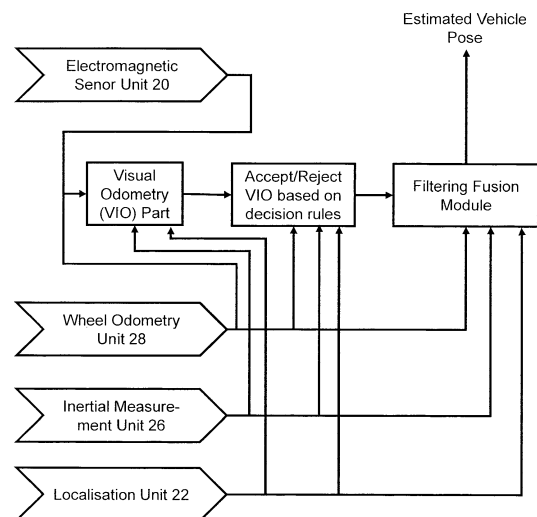 Estimated Vehicle
Pose
Electromagnetic
Senor Unit 20
Visual
Odometry
(VIO) Part
Accept/Reject
VIO based on
decision rules
Filtering Fusion
Module
Wheel Odometry
Unit 28
Inertial Measure-
ment Unit 26
Localisation Unit 22